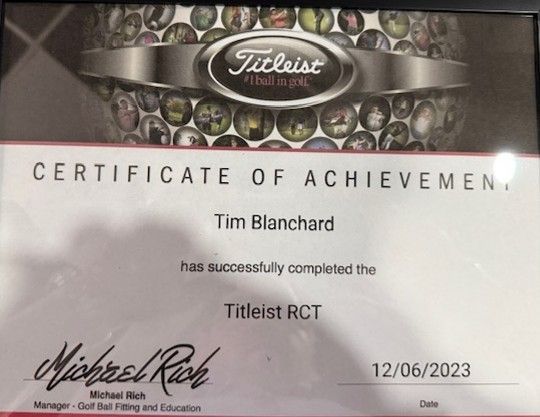 Titleist
#1 ball in golf.
CERTIFICATE OF ACHIEVEMENT
Tim Blanchard
has successfully completed the
Titleist RCT
Michael Rich
Michael Rich
Manager - Golf Ball Fitting and Education
12/06/2023
Date